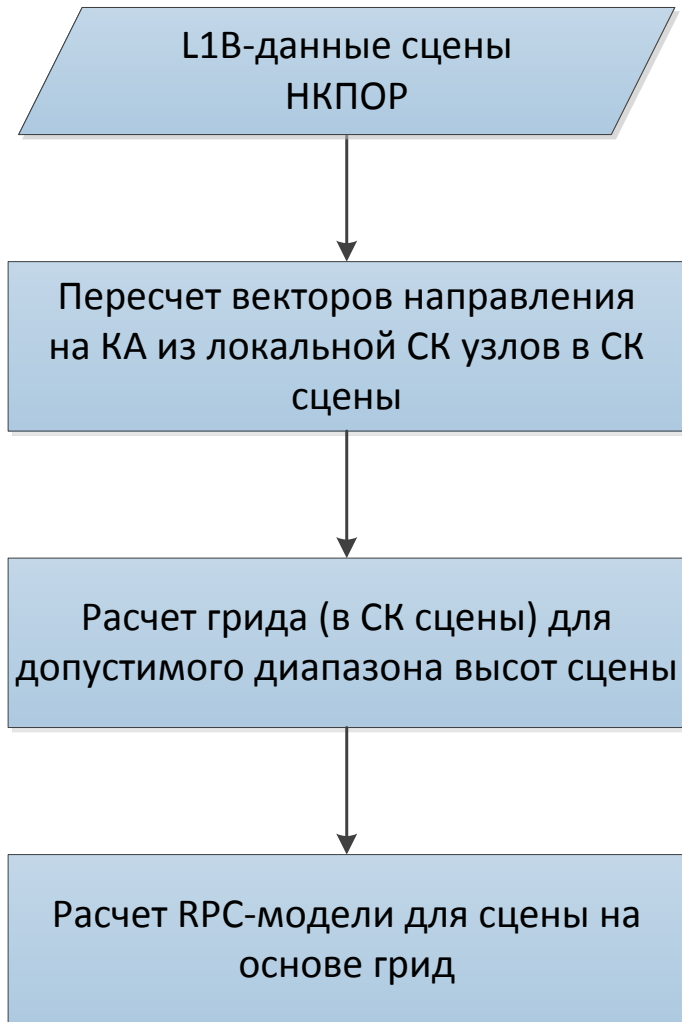 L1B-данные сцены
НКПОР
Пересчет векторов направления
на КА из локальной СК узлов в СК
сцены
Расчет грида (в СК сцены) для
допустимого диапазона высот сцены
Расчет RPC-модели для сцены на
основе грид